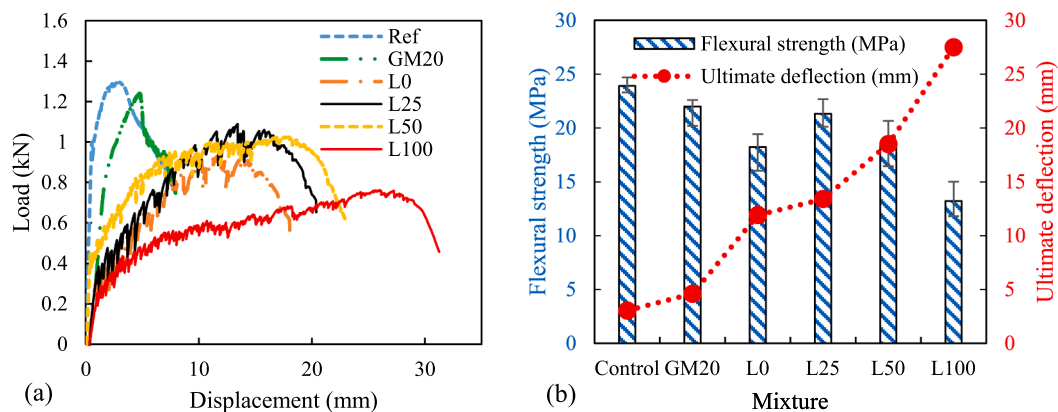 1.6
1.4
1.2
1
0.8
0.6
0.4
0.2
0
Load (kN)
Ref
GM20
L0
L25
L50
L100
0 10 20 30
Displacement (mm)
(a)
30
25
20
15
10
5
0
Flexural strength (MPa)
Flexural strength (MPa)
Ultimate deflection (mm)
30
25
20
15
10
5
0
Ultimate deflection (mm)
Control GM20 L0 L25 L50 L100
Mixture
(b)